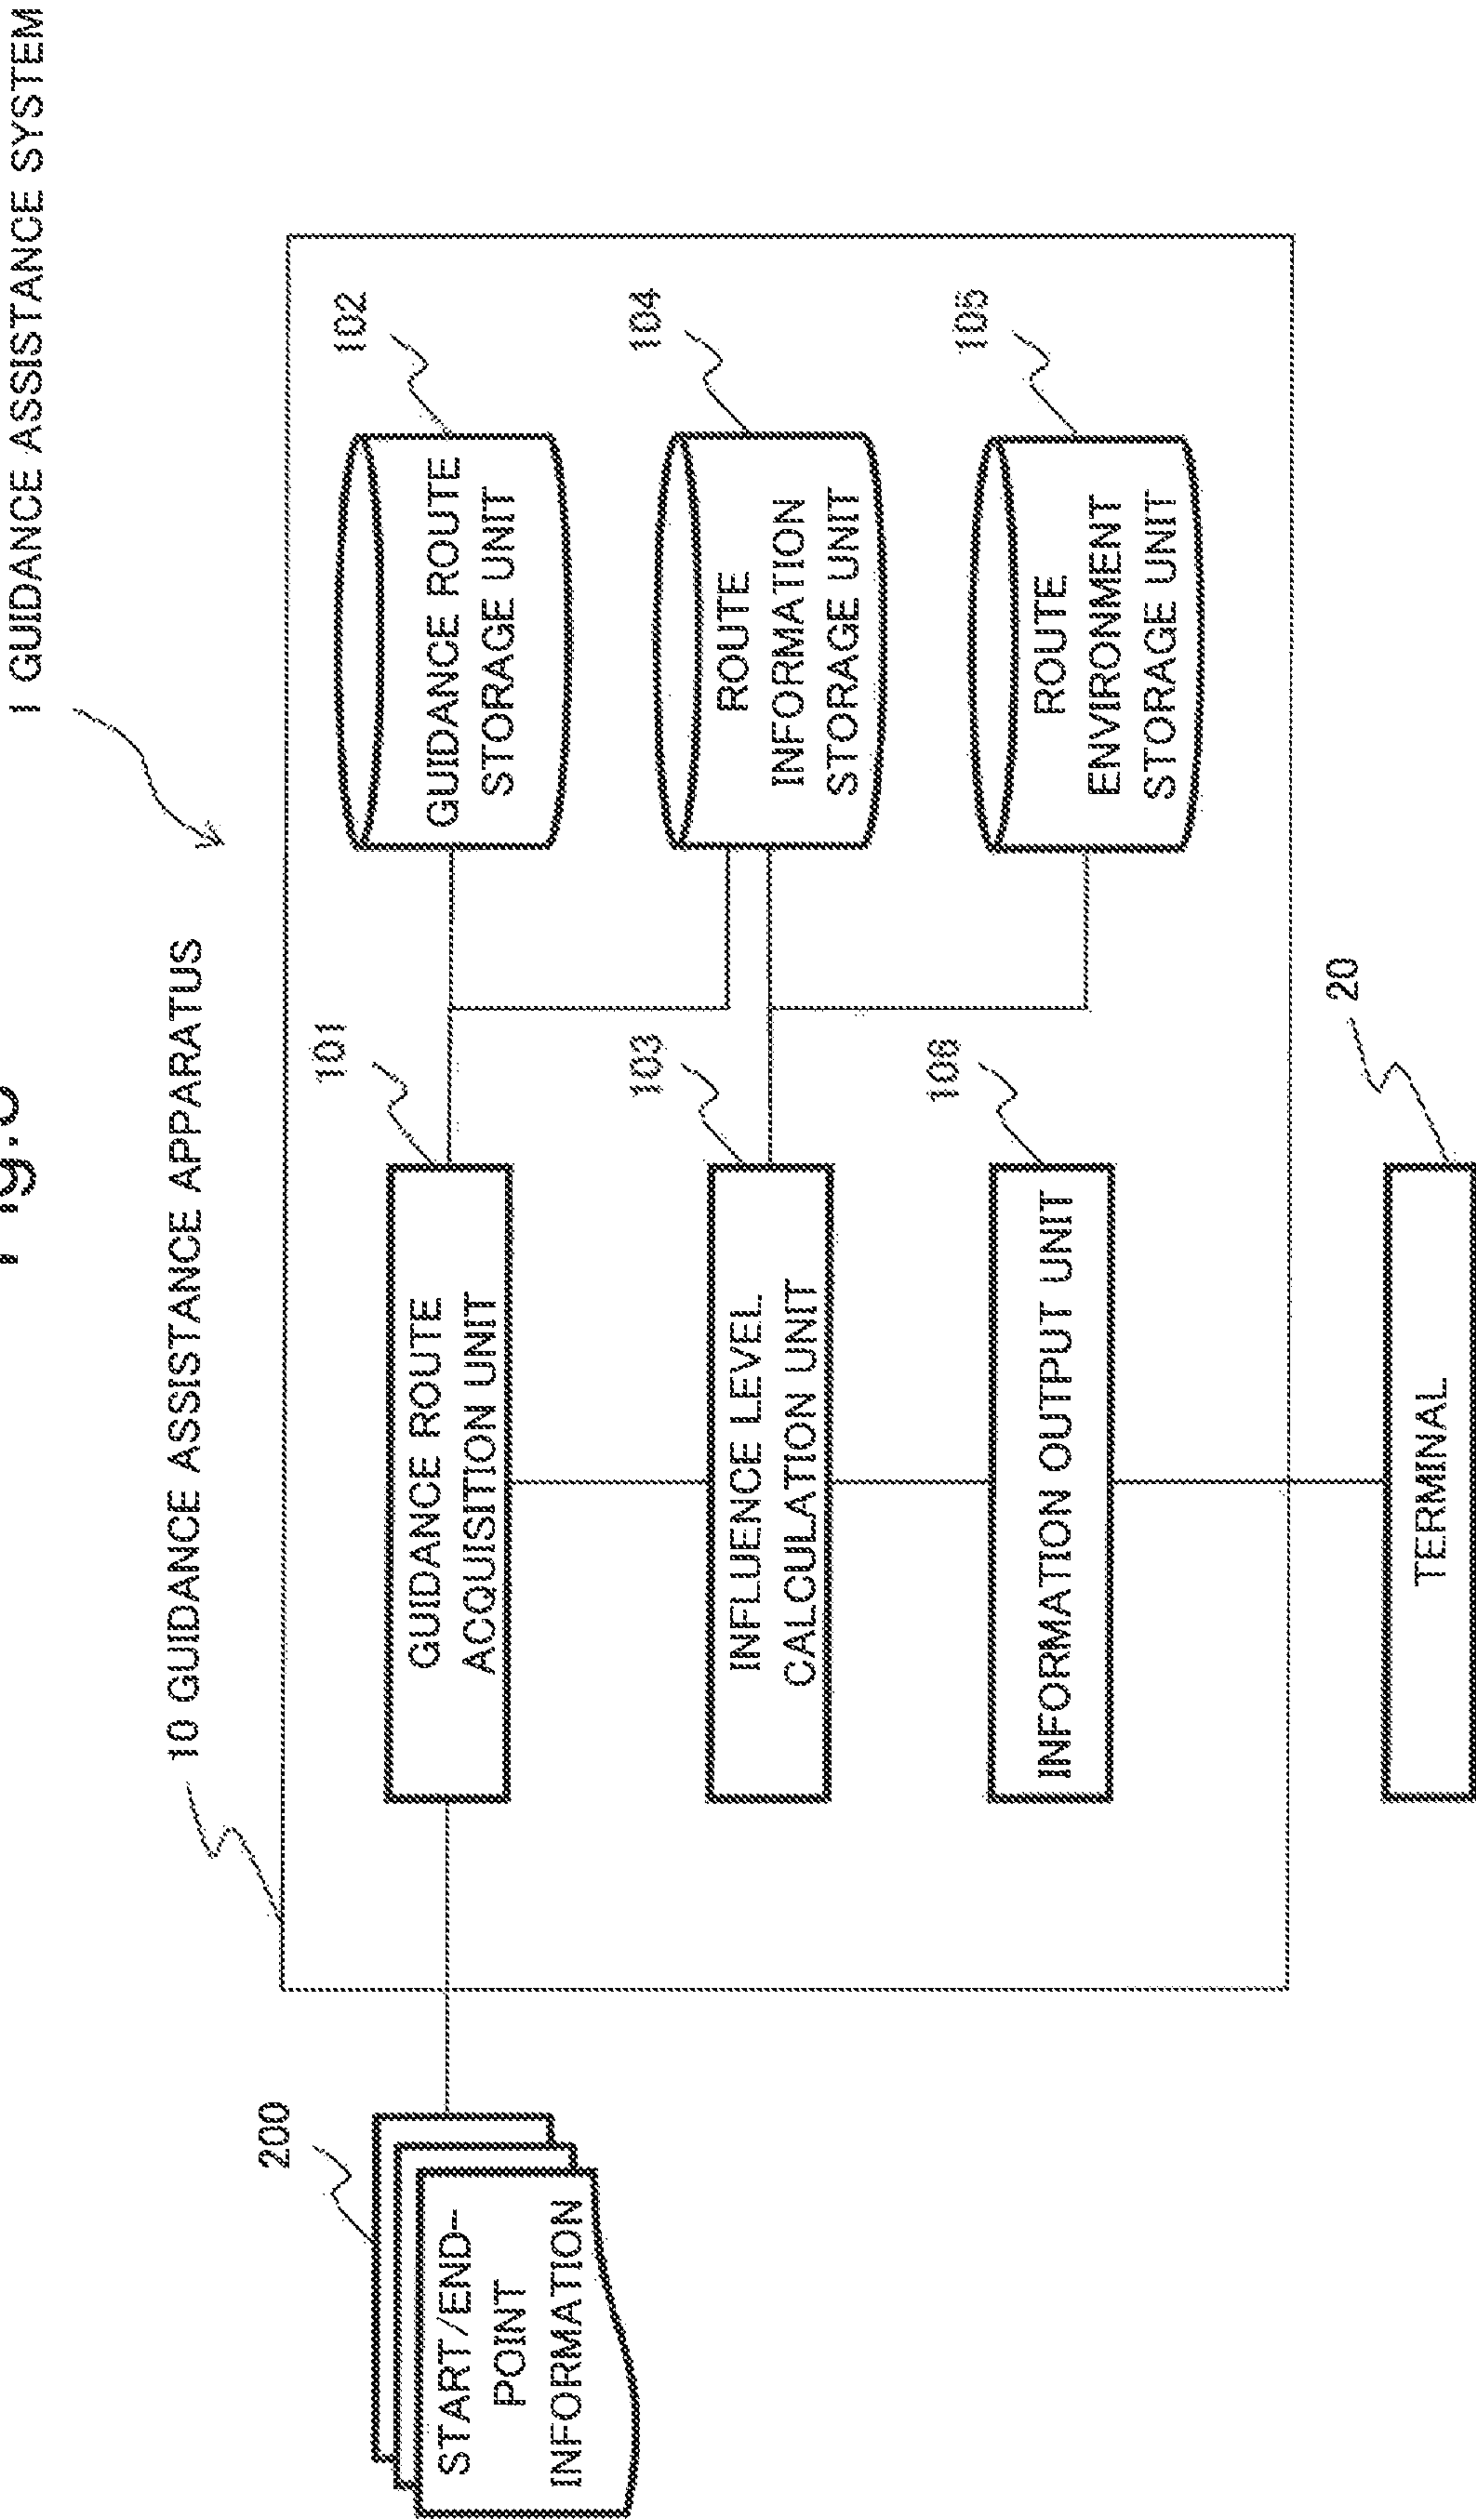 Fig.
1 GUIDANCE ASSISTANCE SYSTEM
10 GUIDANCE ASSISTANCE APPARATUS
200
START/END-
POINT
INFORMATION
101
GUIDANCE ROUTE
ACQUISITION UNIT
102
GUIDANCE ROUTE
STORAGE UNIT
103
INFLUENCE LEVEL
CALCULATION UNIT
104
ROUTE
INFORMATION
STORAGE UNIT
106
INFORMATION OUTPUT UNIT
105
ROUTE
ENVIRONMENT
STORAGE UNIT
20
TERMINAL